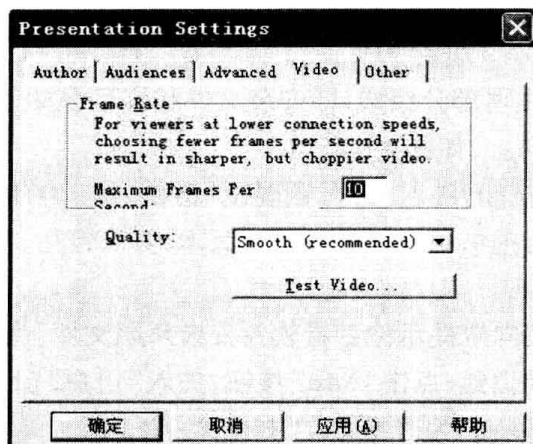 Presentation Settings
Author Audiences Advanced Video Other
Frame Rate
For viewers at lower connection speeds,
choosing fewer frames per second will
result in sharper, but choppier video.
Maximum Frames Per 10
Second:
Quality: Smooth (recommended)
Test Video...
确定 取消 应用(A) 帮助